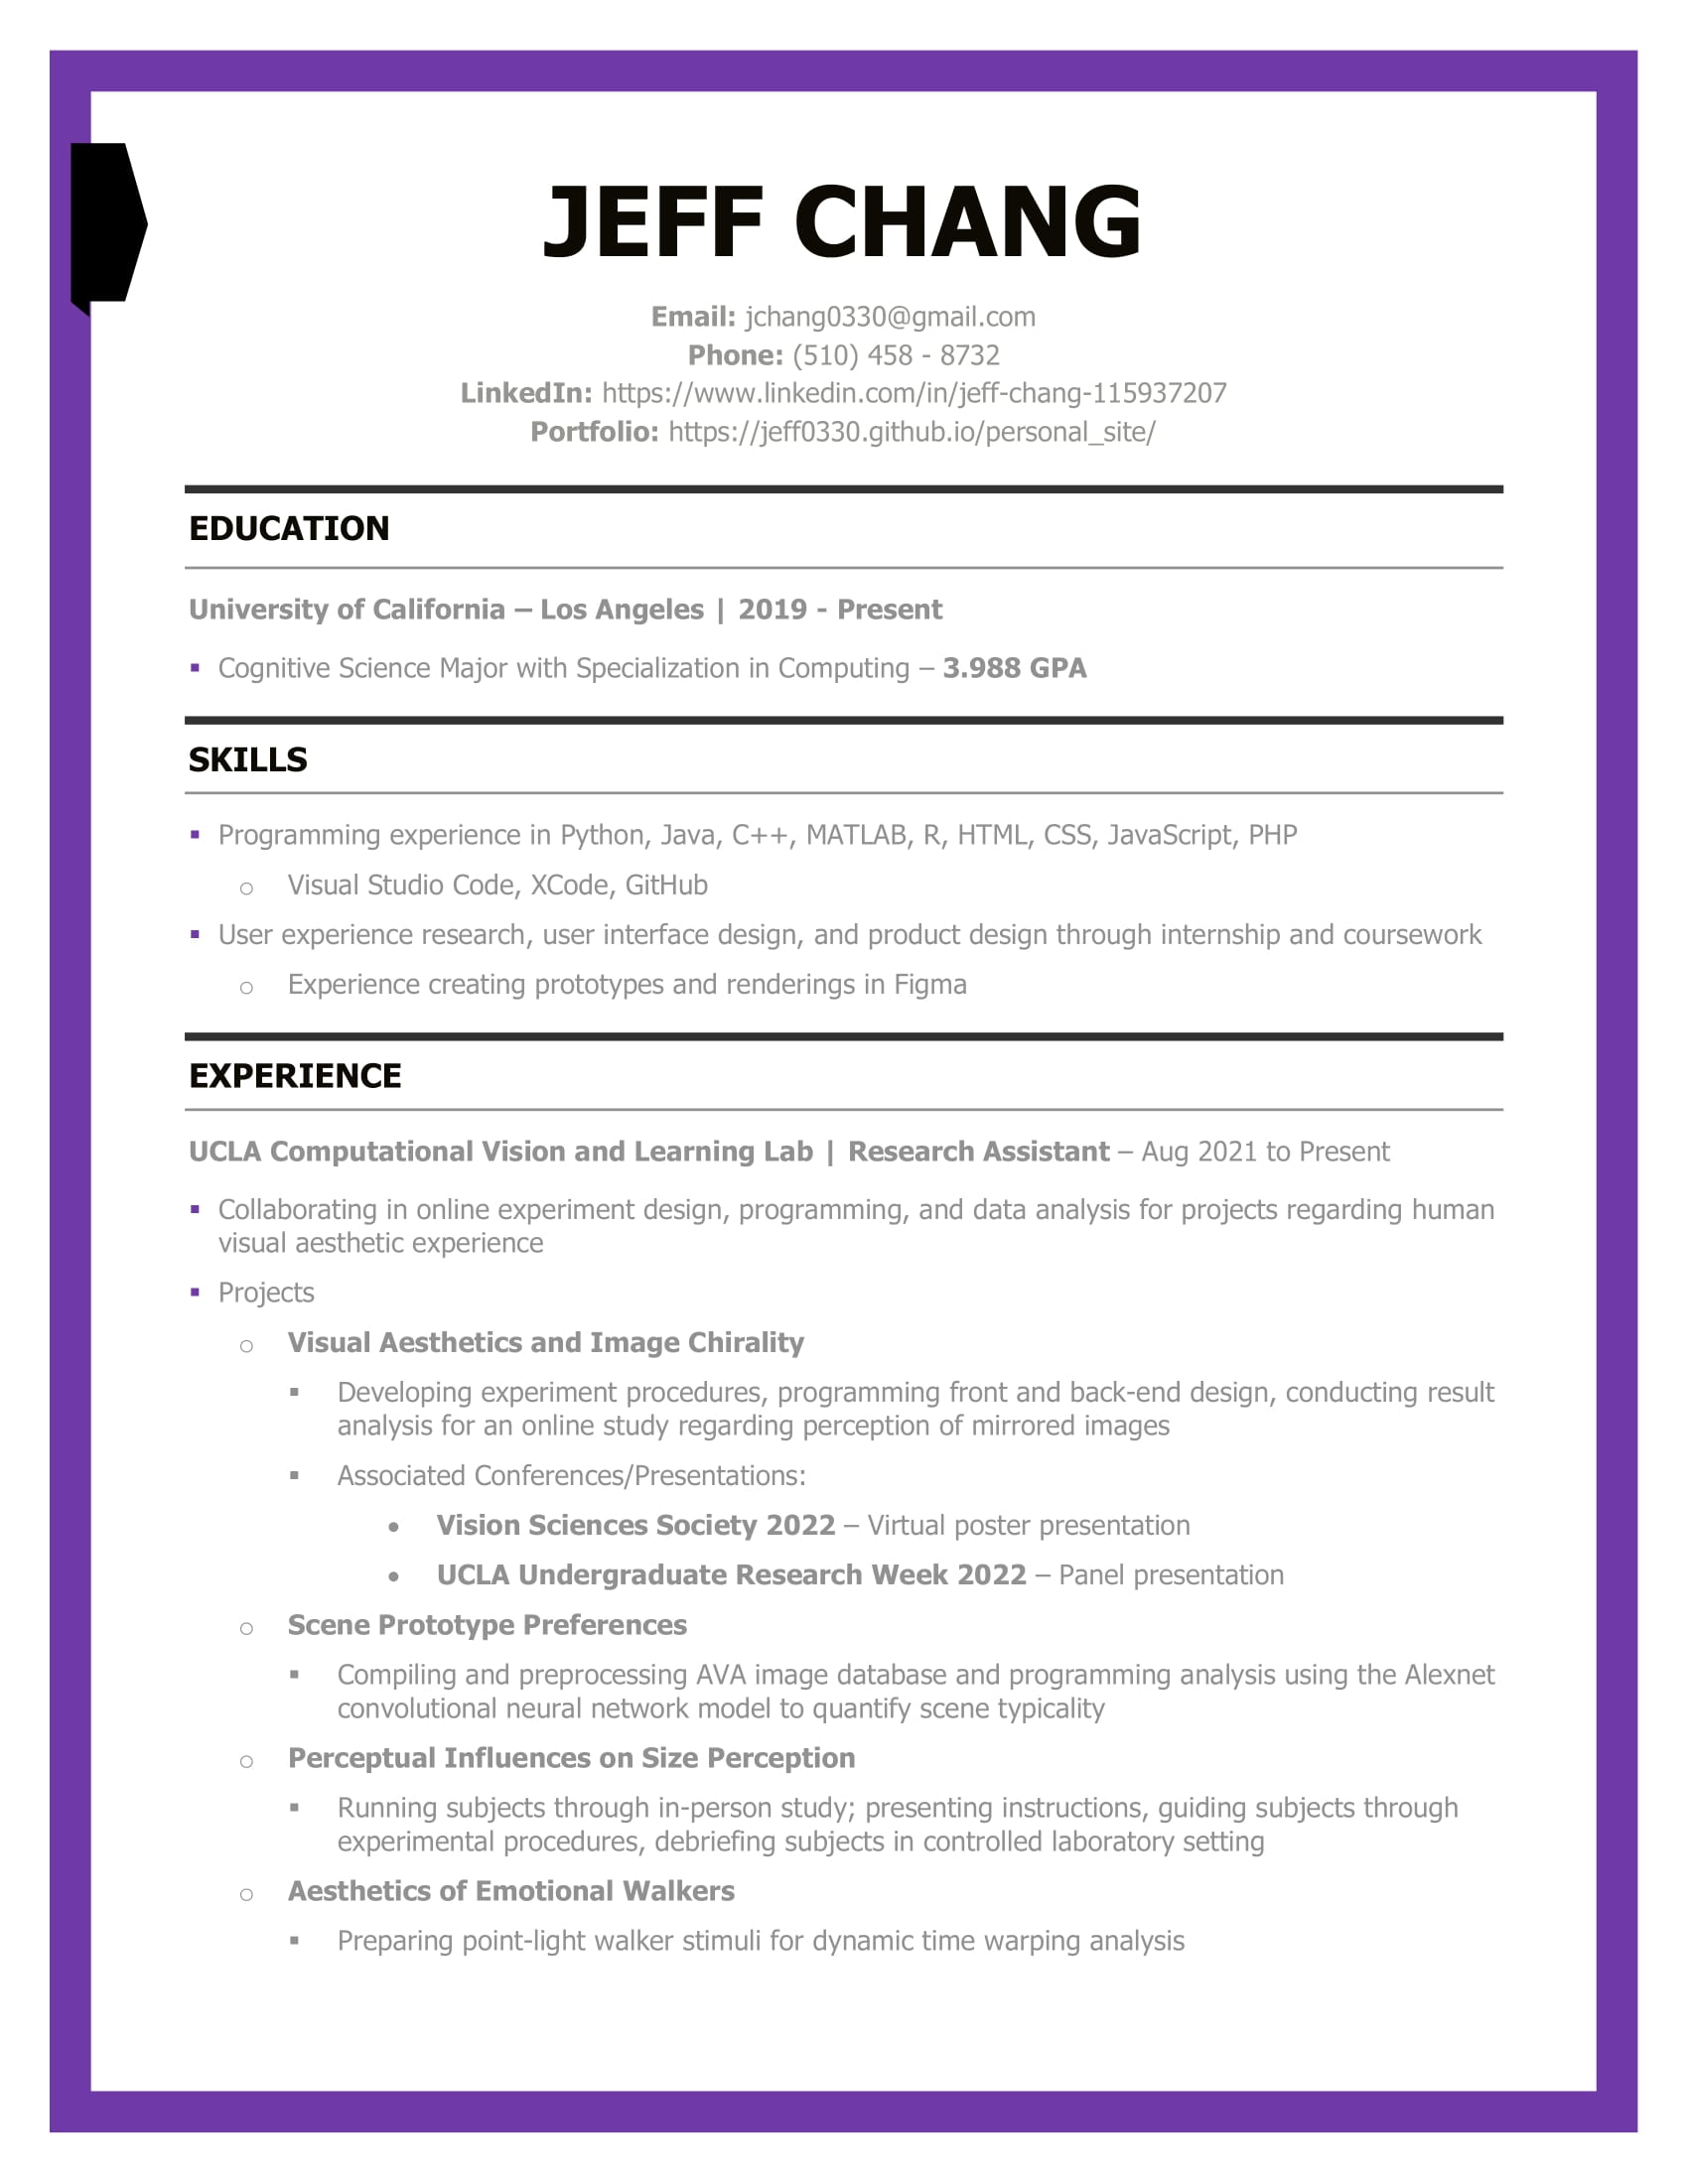 JEFF CHANG
Email: jchang0330@gmail.com
Phone: (510) 458 - 8732
LinkedIn: https://www.linkedin.com/in/jeff-chang-115937207
Portfolio: https://jeff0330.github.io/personal_site/
EDUCATION
University of California – Los Angeles | 2019 - Present
▪ Cognitive Science Major with Specialization in Computing – 3.988 GPA
SKILLS
▪ Programming experience in Python, Java, C++, MATLAB, R, HTML, CSS, JavaScript, PHP
o Visual Studio Code, XCode, GitHub
▪ User experience research, user interface design, and product design through internship and coursework
o Experience creating prototypes and renderings in Figma
EXPERIENCE
UCLA Computational Vision and Learning Lab | Research Assistant – Aug 2021 to Present
▪ Collaborating in online experiment design, programming, and data analysis for projects regarding human
visual aesthetic experience
▪ Projects
o Visual Aesthetics and Image Chirality
▪ Developing experiment procedures, programming front and back-end design, conducting result
analysis for an online study regarding perception of mirrored images
▪ Associated Conferences/Presentations:
• Vision Sciences Society 2022 – Virtual poster presentation
• UCLA Undergraduate Research Week 2022 – Panel presentation
o Scene Prototype Preferences
▪ Compiling and preprocessing AVA image database and programming analysis using the Alexnet
convolutional neural network model to quantify scene typicality
o Perceptual Influences on Size Perception
▪ Running subjects through in-person study; presenting instructions, guiding subjects through
experimental procedures, debriefing subjects in controlled laboratory setting
o Aesthetics of Emotional Walkers
▪ Preparing point-light walker stimuli for dynamic time warping analysis